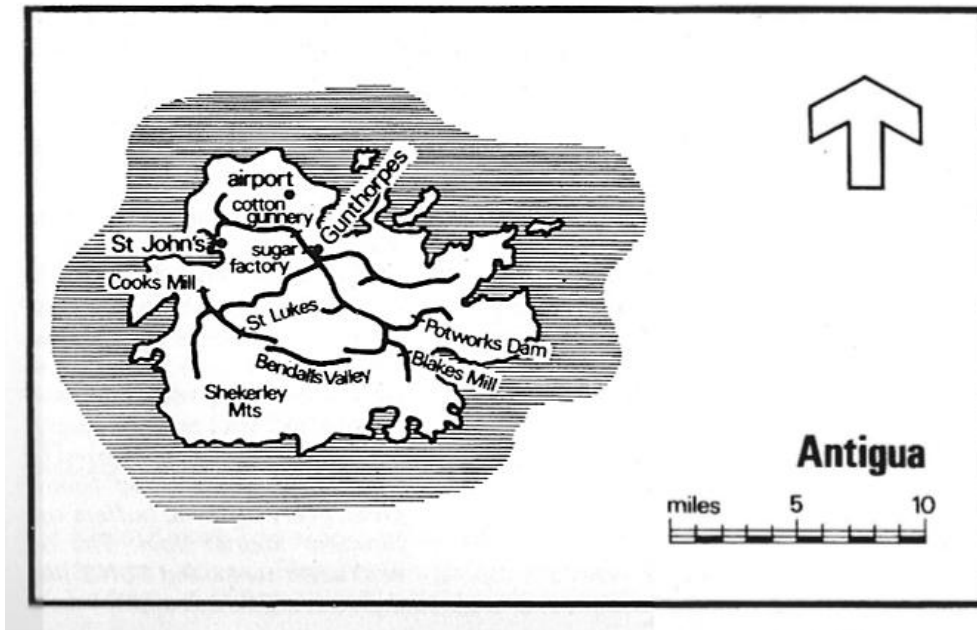 airport
cotton
gunnery
Gunthorpes
St John's
sugar
factory
Cooks Mill
St Lukes
Potworks Dam
Blakes Mill
Bendalls Valley
Shekerley
Mts
Antigua
miles 5 10